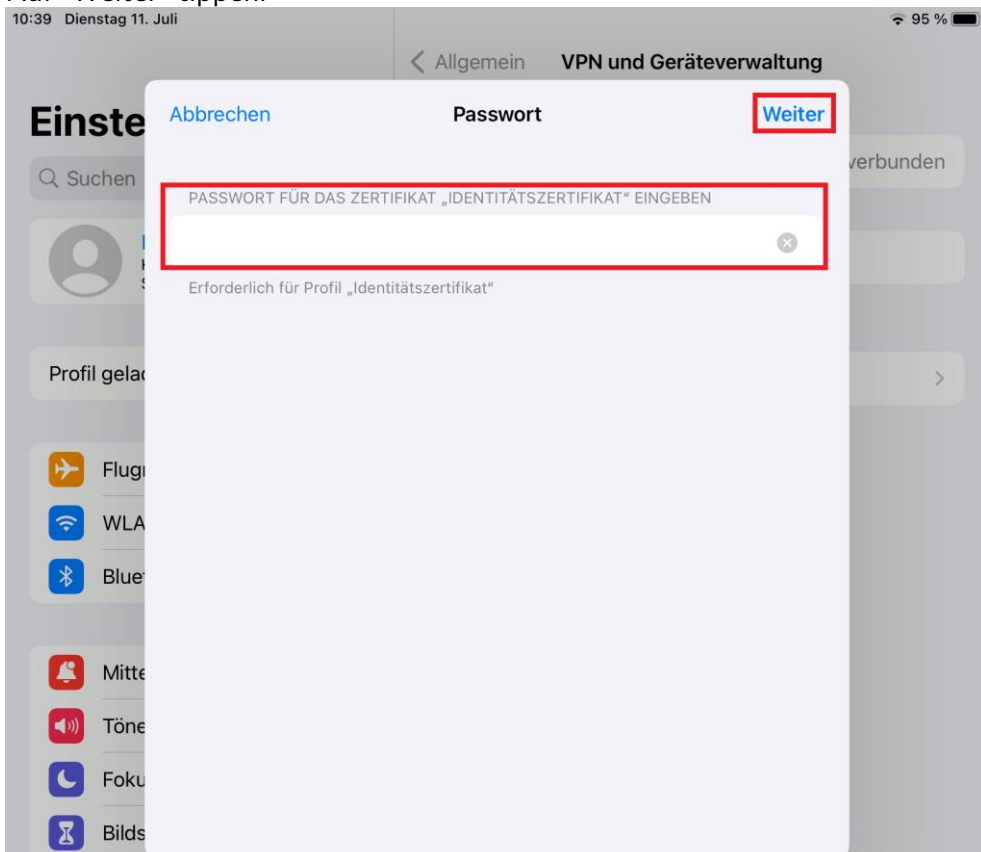 10:39 Dienstag 11. Juli
95 %
Allgemein VPN und Geräteverwaltung
Einste
Abbrechen Passwort Weiter
Suchen
verbunden
PASSWORT FÜR DAS ZERTIFIKAT „IDENTITÄTSZERTIFIKAT“ EINGEBEN
Erforderlich für Profil „Identitätszertifikat“
Profil gelad
Flug
WLA
Blue
Mitte
Töne
Foku
Bilds